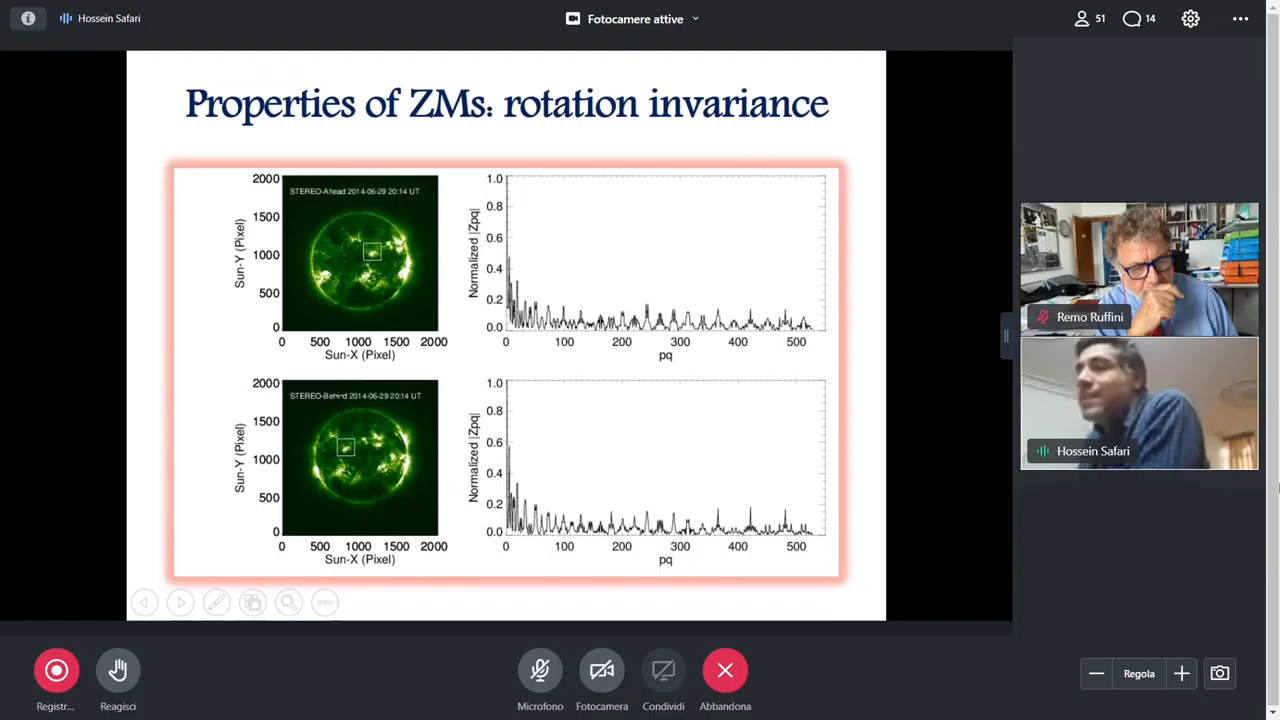 Hossein Safari
Fotocamere attive
51
14
Properties of ZMs: rotation invariance
2000
1500
1000
500
0
Sun-Y (Pixel)
STEREO-Ahead 2014-06-29 20:14 UT
0 500 1000 1500 2000
Sun-X (Pixel)
1.0
0.8
0.6
0.4
0.2
0.0
Normalized |Zpq|
0 100 200 300 400 500
pq
2000
1500
1000
500
0
Sun-Y (Pixel)
STEREO-Behind 2014-06-29 20:14 UT
0 500 1000 1500 2000
Sun-X (Pixel)
1.0
0.8
0.6
0.4
0.2
0.0
Normalized |Zpq|
0 100 200 300 400 500
pq
Remo Ruffini
Hossein Safari
Registr...
Reagisci
Microfono
Fotocamera
Condividi
Abbandona
Regola